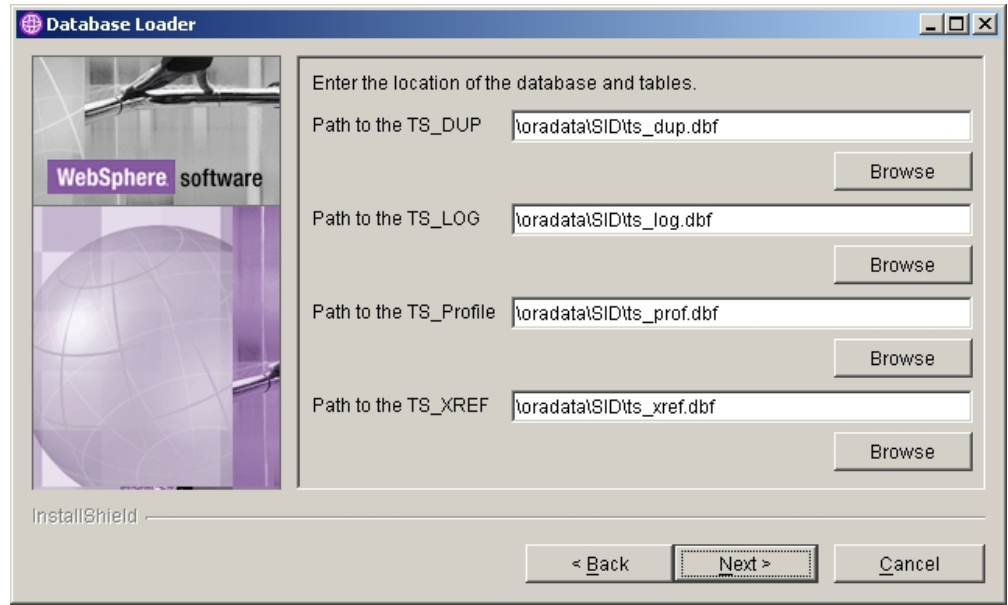 Database Loader
Enter the location of the database and tables.
Path to the TS_DUP \oradata\SID\ts_dup.dbf
Browse
WebSphere software
Path to the TS_LOG \oradata\SID\ts_log.dbf
Browse
Path to the TS_Profile \oradata\SID\ts_prof.dbf
Browse
Path to the TS_XREF \oradata\SID\ts_xref.dbf
Browse
InstallShield
< Back Next > Cancel